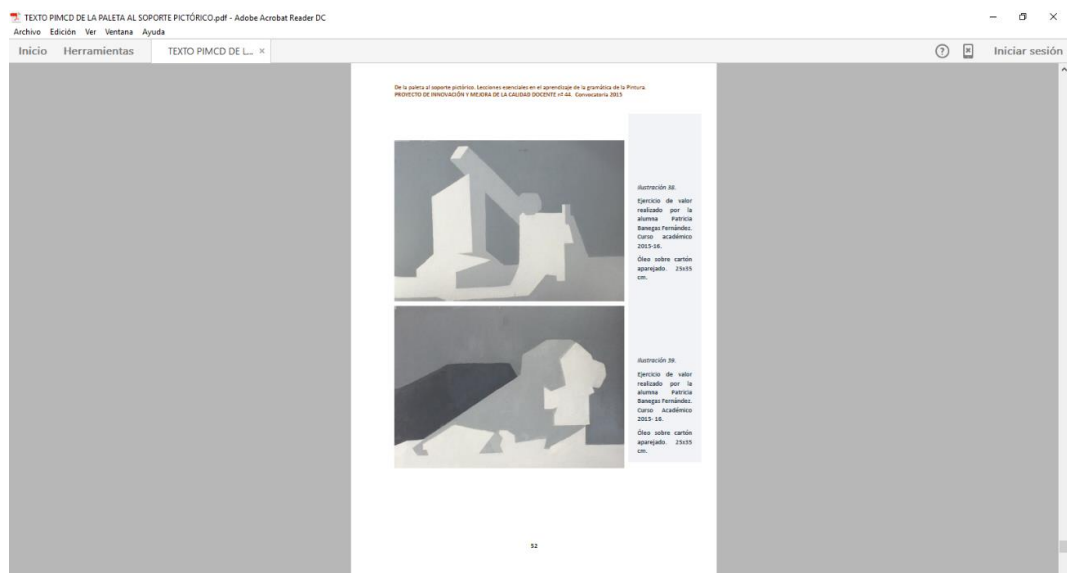 TEXTO PIMCD DE LA PALETA AL SOPORTE PICTÓRICO.pdf - Adobe Acrobat Reader DC
Archivo Edición Ver Ventana Ayuda
Inicio Herramientas TEXTO PIMCD DE L... × Iniciar sesión
De la paleta al soporte pictórico. Lecciones esenciales en el aprendizaje de la gramática de la Pintura
PROYECTO DE INNOVACIÓN Y MEJORA DE LA CALIDAD DOCENTE nº 44. Convocatoria 2015
Ilustración 38.
Ejercicio de valor
realizado por la
alumna Patricia
Banegas Fernández.
Curso académico
2015-16.
Óleo sobre cartón
aparejado. 25x35
cm.
Ilustración 39.
Ejercicio de valor
realizado por la
alumna Patricia
Banegas Fernández.
Curso Académico
2015- 16.
Óleo sobre cartón
aparejado. 25x35
cm.
52